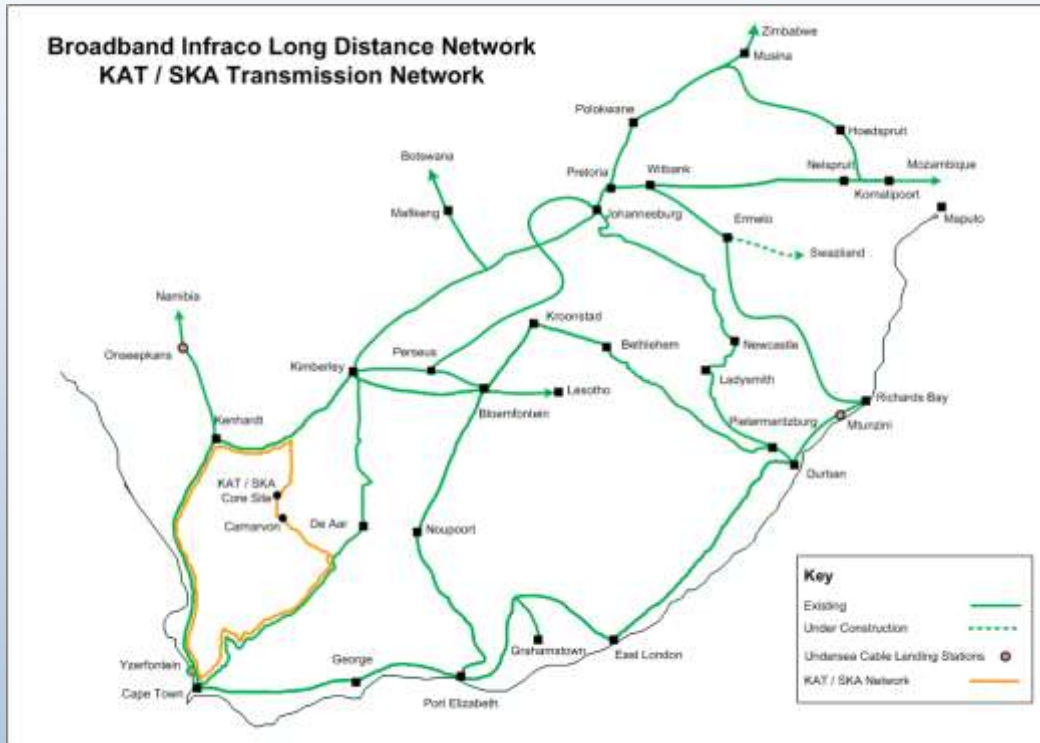 Broadband Infraco Long Distance Network
KAT / SKA Transmission Network
Zimbabwe
Musina
Polokwane
Hoedspruit
Botswana
Pretoria
Witbank
Nelspruit
Mozambique
Komatipoort
Mafikeng
Johannesburg
Ermelo
Maputo
Swaziland
Namibia
Kroonstad
Onseepkans
Perseus
Bethlehem
Newcastle
Kimberley
Ladysmith
Lesotho
Bloemfontein
Richards Bay
Kenhardt
Pietermaritzburg
Mtunzini
Durban
KAT / SKA
Core Site
Carnarvon
De Aar
Noupoort
Key
Existing
Under Construction
Undersea Cable Landing Stations
KAT / SKA Network
Grahamstown
East London
Yzerfontein
George
Cape Town
Port Elizabeth